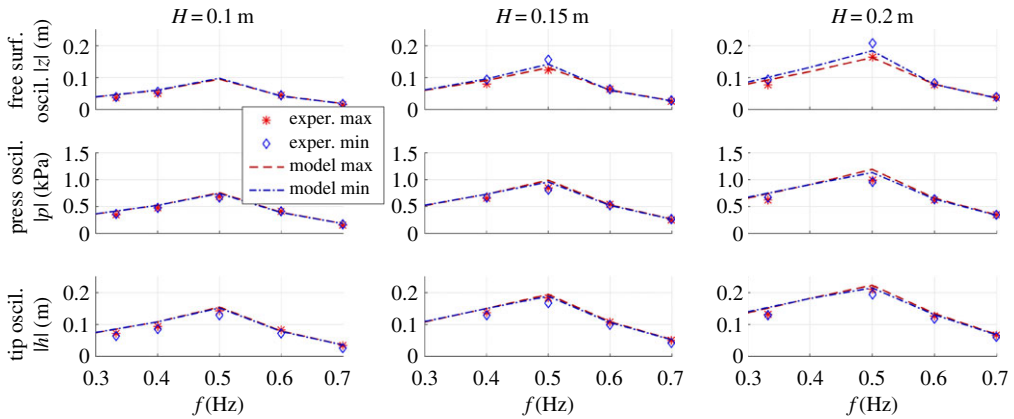 H = 0.1 m
H = 0.15 m
H = 0.2 m
free surf.
oscil. |z| (m)
0.2
0.1
0
0.2
0.1
0
0.2
0.1
0
exper. max
exper. min
model max
model min
press oscil.
|p| (kPa)
1.5
1.0
0.5
0
1.5
1.0
0.5
0
1.5
1.0
0.5
0
tip oscil.
|h| (m)
0.2
0.1
0
0.2
0.1
0
0.2
0.1
0
0.3 0.4 0.5 0.6 0.7
0.3 0.4 0.5 0.6 0.7
0.3 0.4 0.5 0.6 0.7
f (Hz)
f (Hz)
f (Hz)